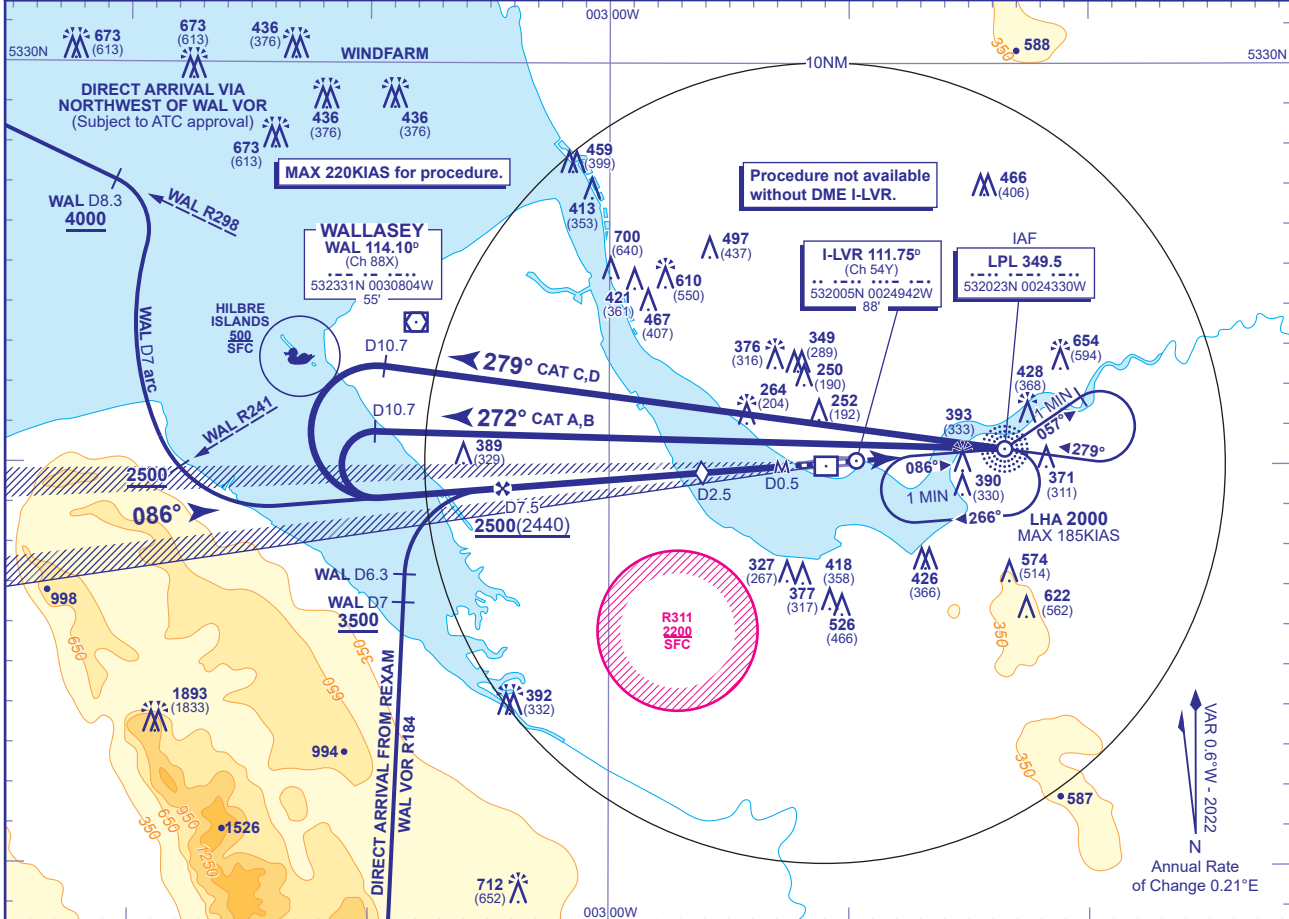 003 00W
5330N
673
(613)
673
(613)
436
(376)
WINDFARM
10NM
350
588
5330N
DIRECT ARRIVAL VIA
NORTHWEST OF WAL VOR
(Subject to ATC approval)
436
(376)
436
(376)
673
(613)
459
(399)
MAX 220KIAS for procedure.
413
(353)
Procedure not available
without DME I-LVR.
466
(406)
WAL D8.3
4000
WAL R298
WALLASEY
WAL 114.10ᴰ
(Ch 88X)
532331N 0030804W
55'
700
(640)
497
(437)
610
(550)
421
(361)
467
(407)
I-LVR 111.75ᴰ
(Ch 54Y)
532005N 0024942W
88'
IAF
LPL 349.5
532023N 0024330W
HILBRE
ISLANDS
500
SFC
WAL D7 arc
D10.7
279° CAT C,D
376
(316)
349
(289)
250
(190)
654
(594)
264
(204)
252
(192)
428
(368)
D10.7
272° CAT A,B
393
(333)
1 MIN
057°
279°
WAL R241
389
(329)
2500
086°
D7.5
2500(2440)
D2.5
M
D0.5
086°
1 MIN
390
(330)
371
(311)
266°
LHA 2000
MAX 185KIAS
WAL D6.3
WAL D7
3500
327
(267)
377
(317)
418
(358)
526
(466)
426
(366)
574
(514)
622
(562)
350
998
650
R311
2200
SFC
350
650
1893
(1833)
392
(332)
994
DIRECT ARRIVAL FROM REXAM
WAL VOR R184
350
587
VAR 0.6°W - 2022
N
Annual Rate
of Change 0.21°E
350
650
950
1250
1526
712
(652)
003 00W